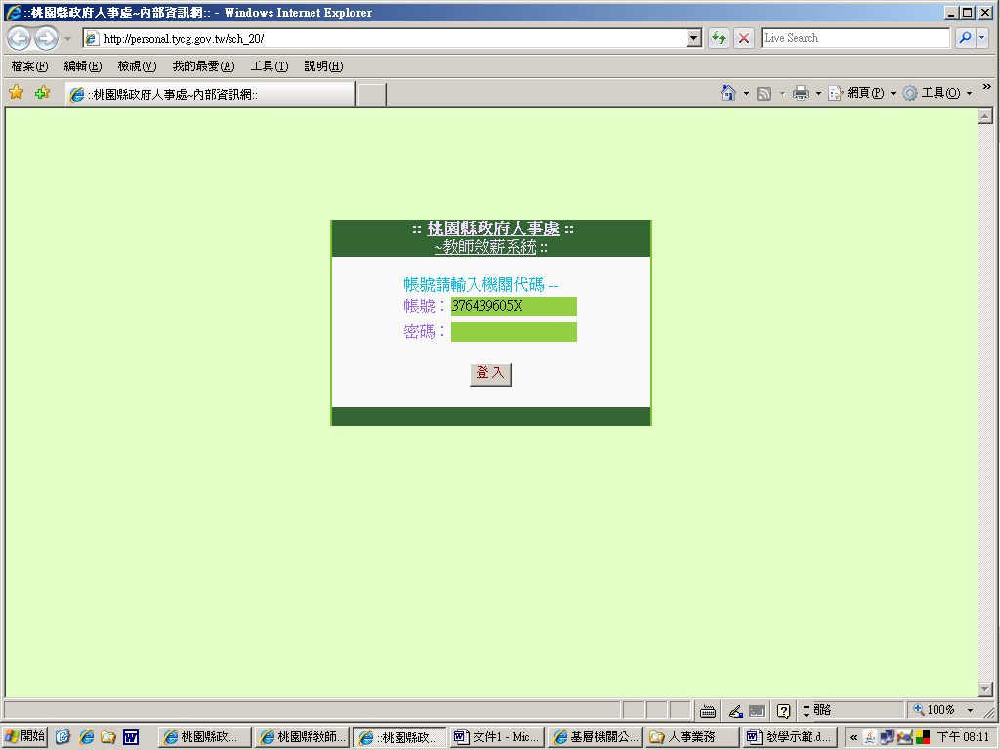 ::桃園縣政府人事處~內部資訊網:: - Windows Internet Explorer
http://personal.tycg.gov.tw/sch_20/
Live Search
檔案(F) 編輯(E) 檢視(V) 我的最愛(A) 工具(T) 說明(H)
::桃園縣政府人事處~內部資訊網::
網頁(P) 工具(O) »
:: 桃園縣政府人事處 ::
~教師敘薪系統 ::
帳號請輸入機關代碼 --
帳號：376439605X
密碼：
登入
100%
開始 桃園縣政... 桃園縣教師... ::桃園縣政... 文件1 - Mic... 基層機關公... 人事業務 教學示範.d... « 下午 08:11